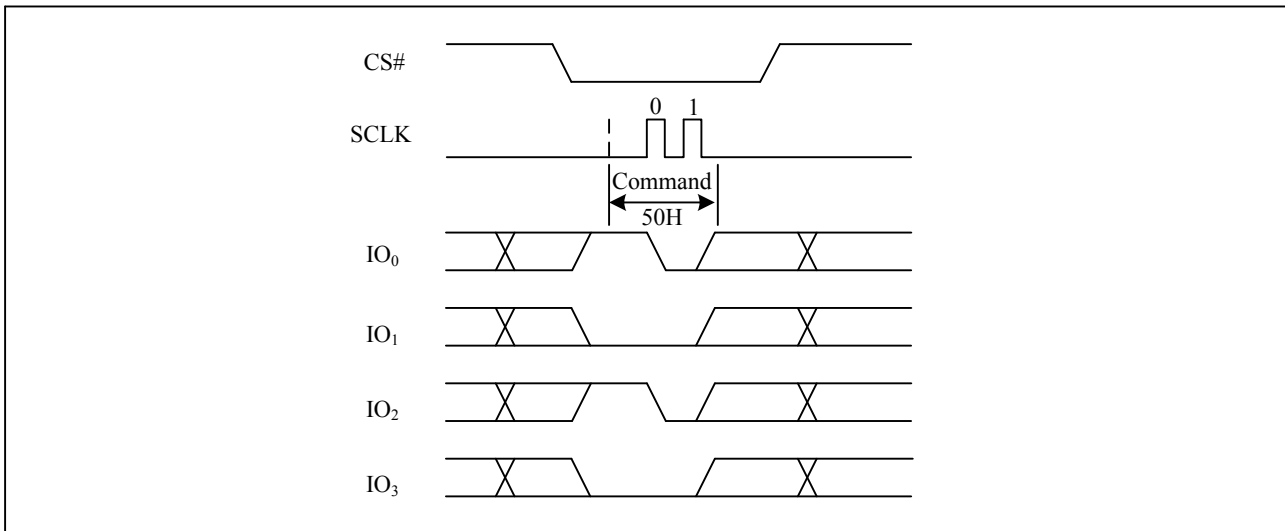 CS#
0 1
SCLK
Command
50H
IO₀
IO₁
IO₂
IO₃